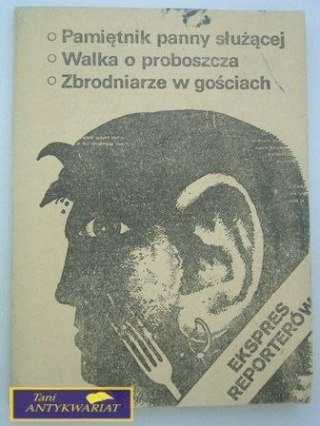 ○ Pamiętnik panny służącej
○ Walka o proboszcza
○ Zbrodniarze w gościach
EKSPRES
REPORTERÓW
Tani
ANTYKWARIAT